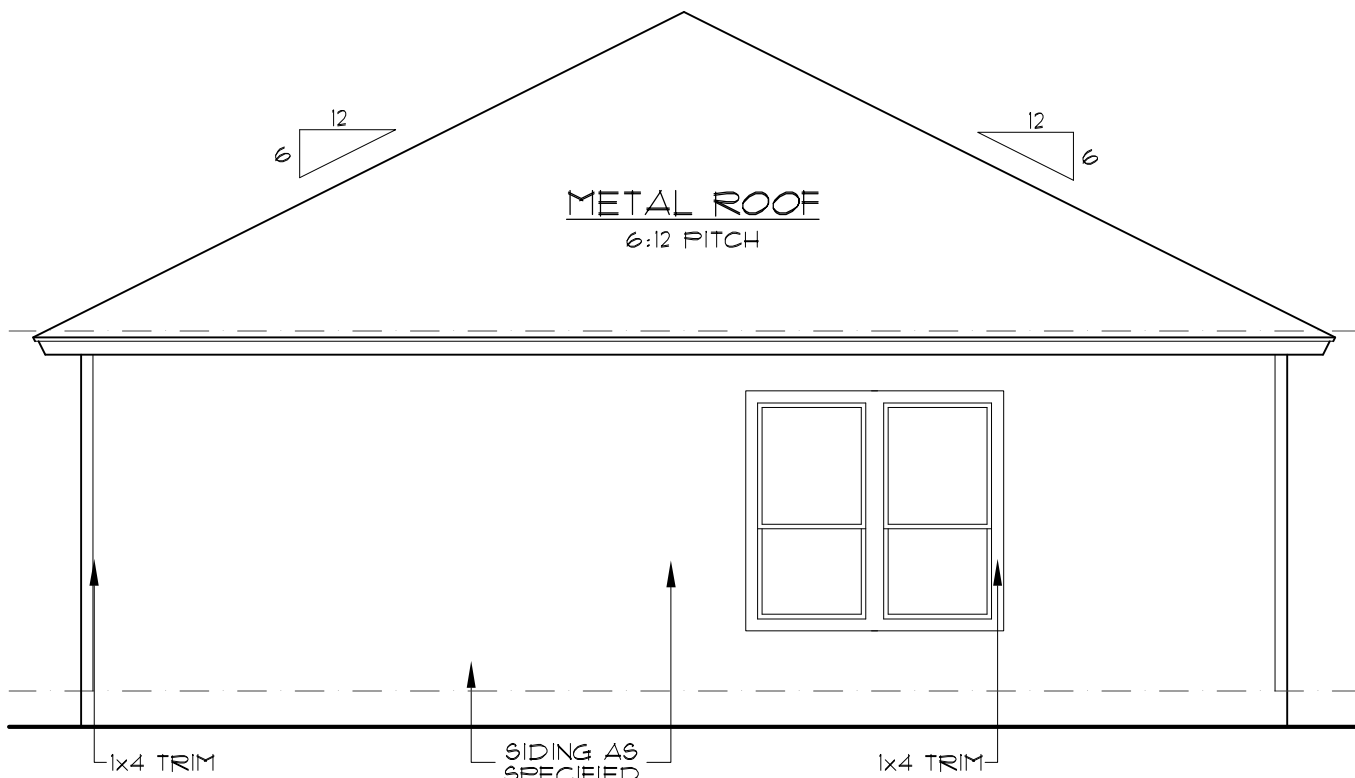 12
6
12
6
METAL ROOF
6:12 PITCH
1x4 TRIM
SIDING AS
SPECIFIED
1x4 TRIM